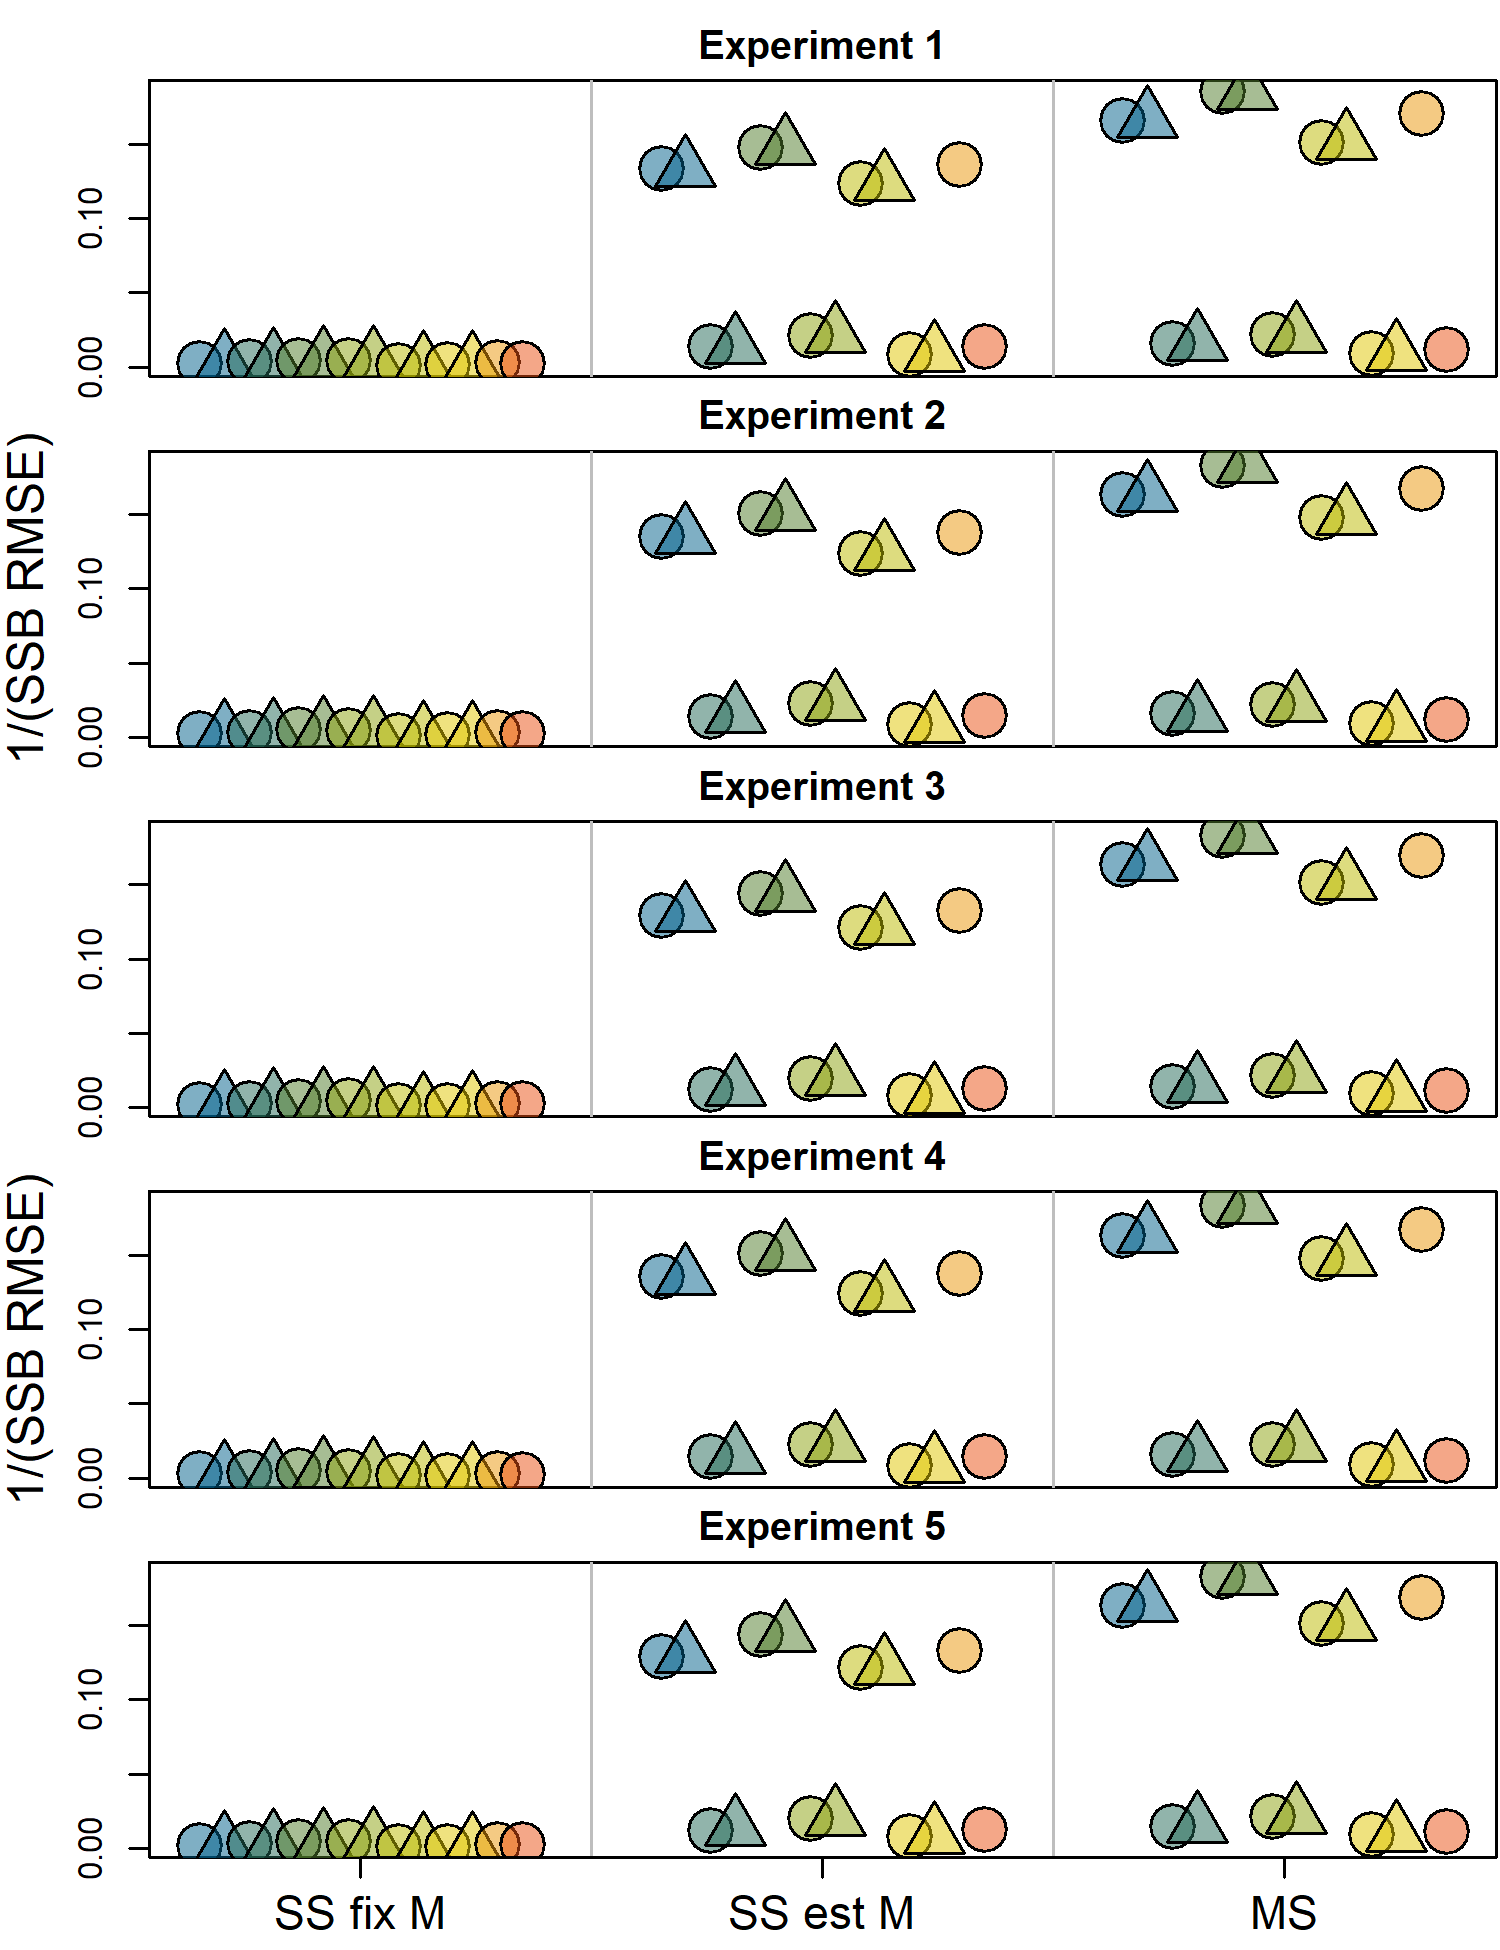 Experiment 1
0.10
0.00
Experiment 2
0.10
0.00
1/(SSB RMSE)
Experiment 3
0.10
0.00
Experiment 4
0.10
0.00
1/(SSB RMSE)
Experiment 5
0.10
0.00
SS fix M
SS est M
MS